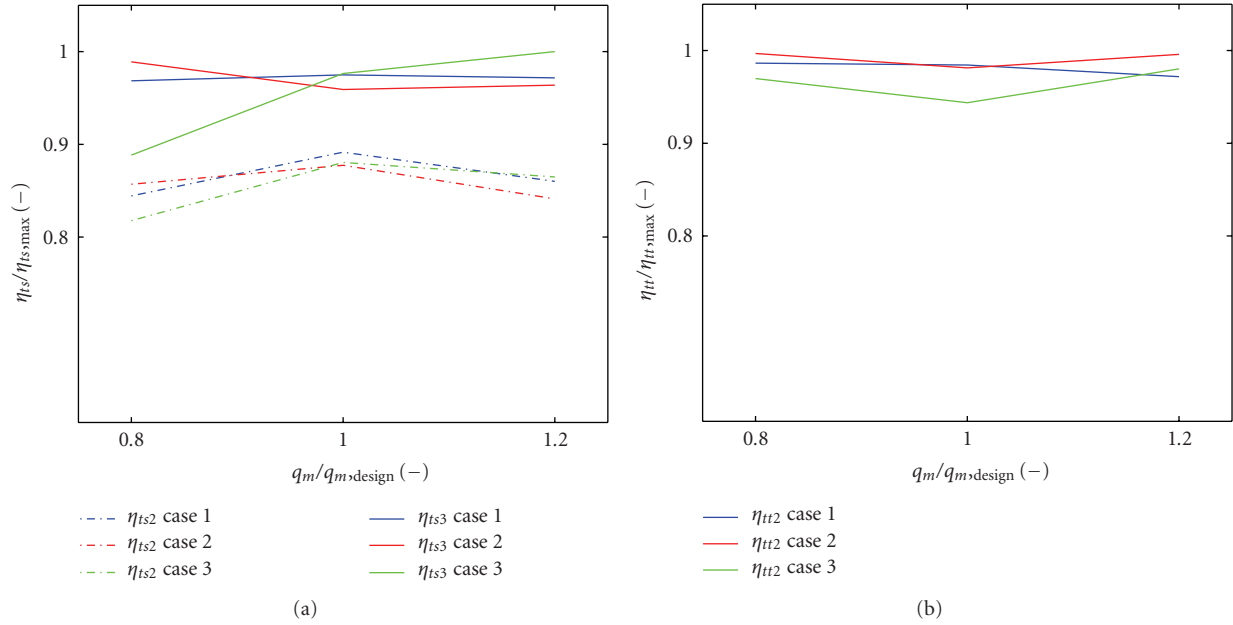 1
0.9
0.8
η_ts/η_ts,max (−)
0.8 1 1.2
q_m/q_m,design (−)
η_ts2 case 1
η_ts2 case 2
η_ts2 case 3
η_ts3 case 1
η_ts3 case 2
η_ts3 case 3
(a)
1
0.9
0.8
η_tt/η_tt,max (−)
0.8 1 1.2
q_m/q_m,design (−)
η_tt2 case 1
η_tt2 case 2
η_tt2 case 3
(b)